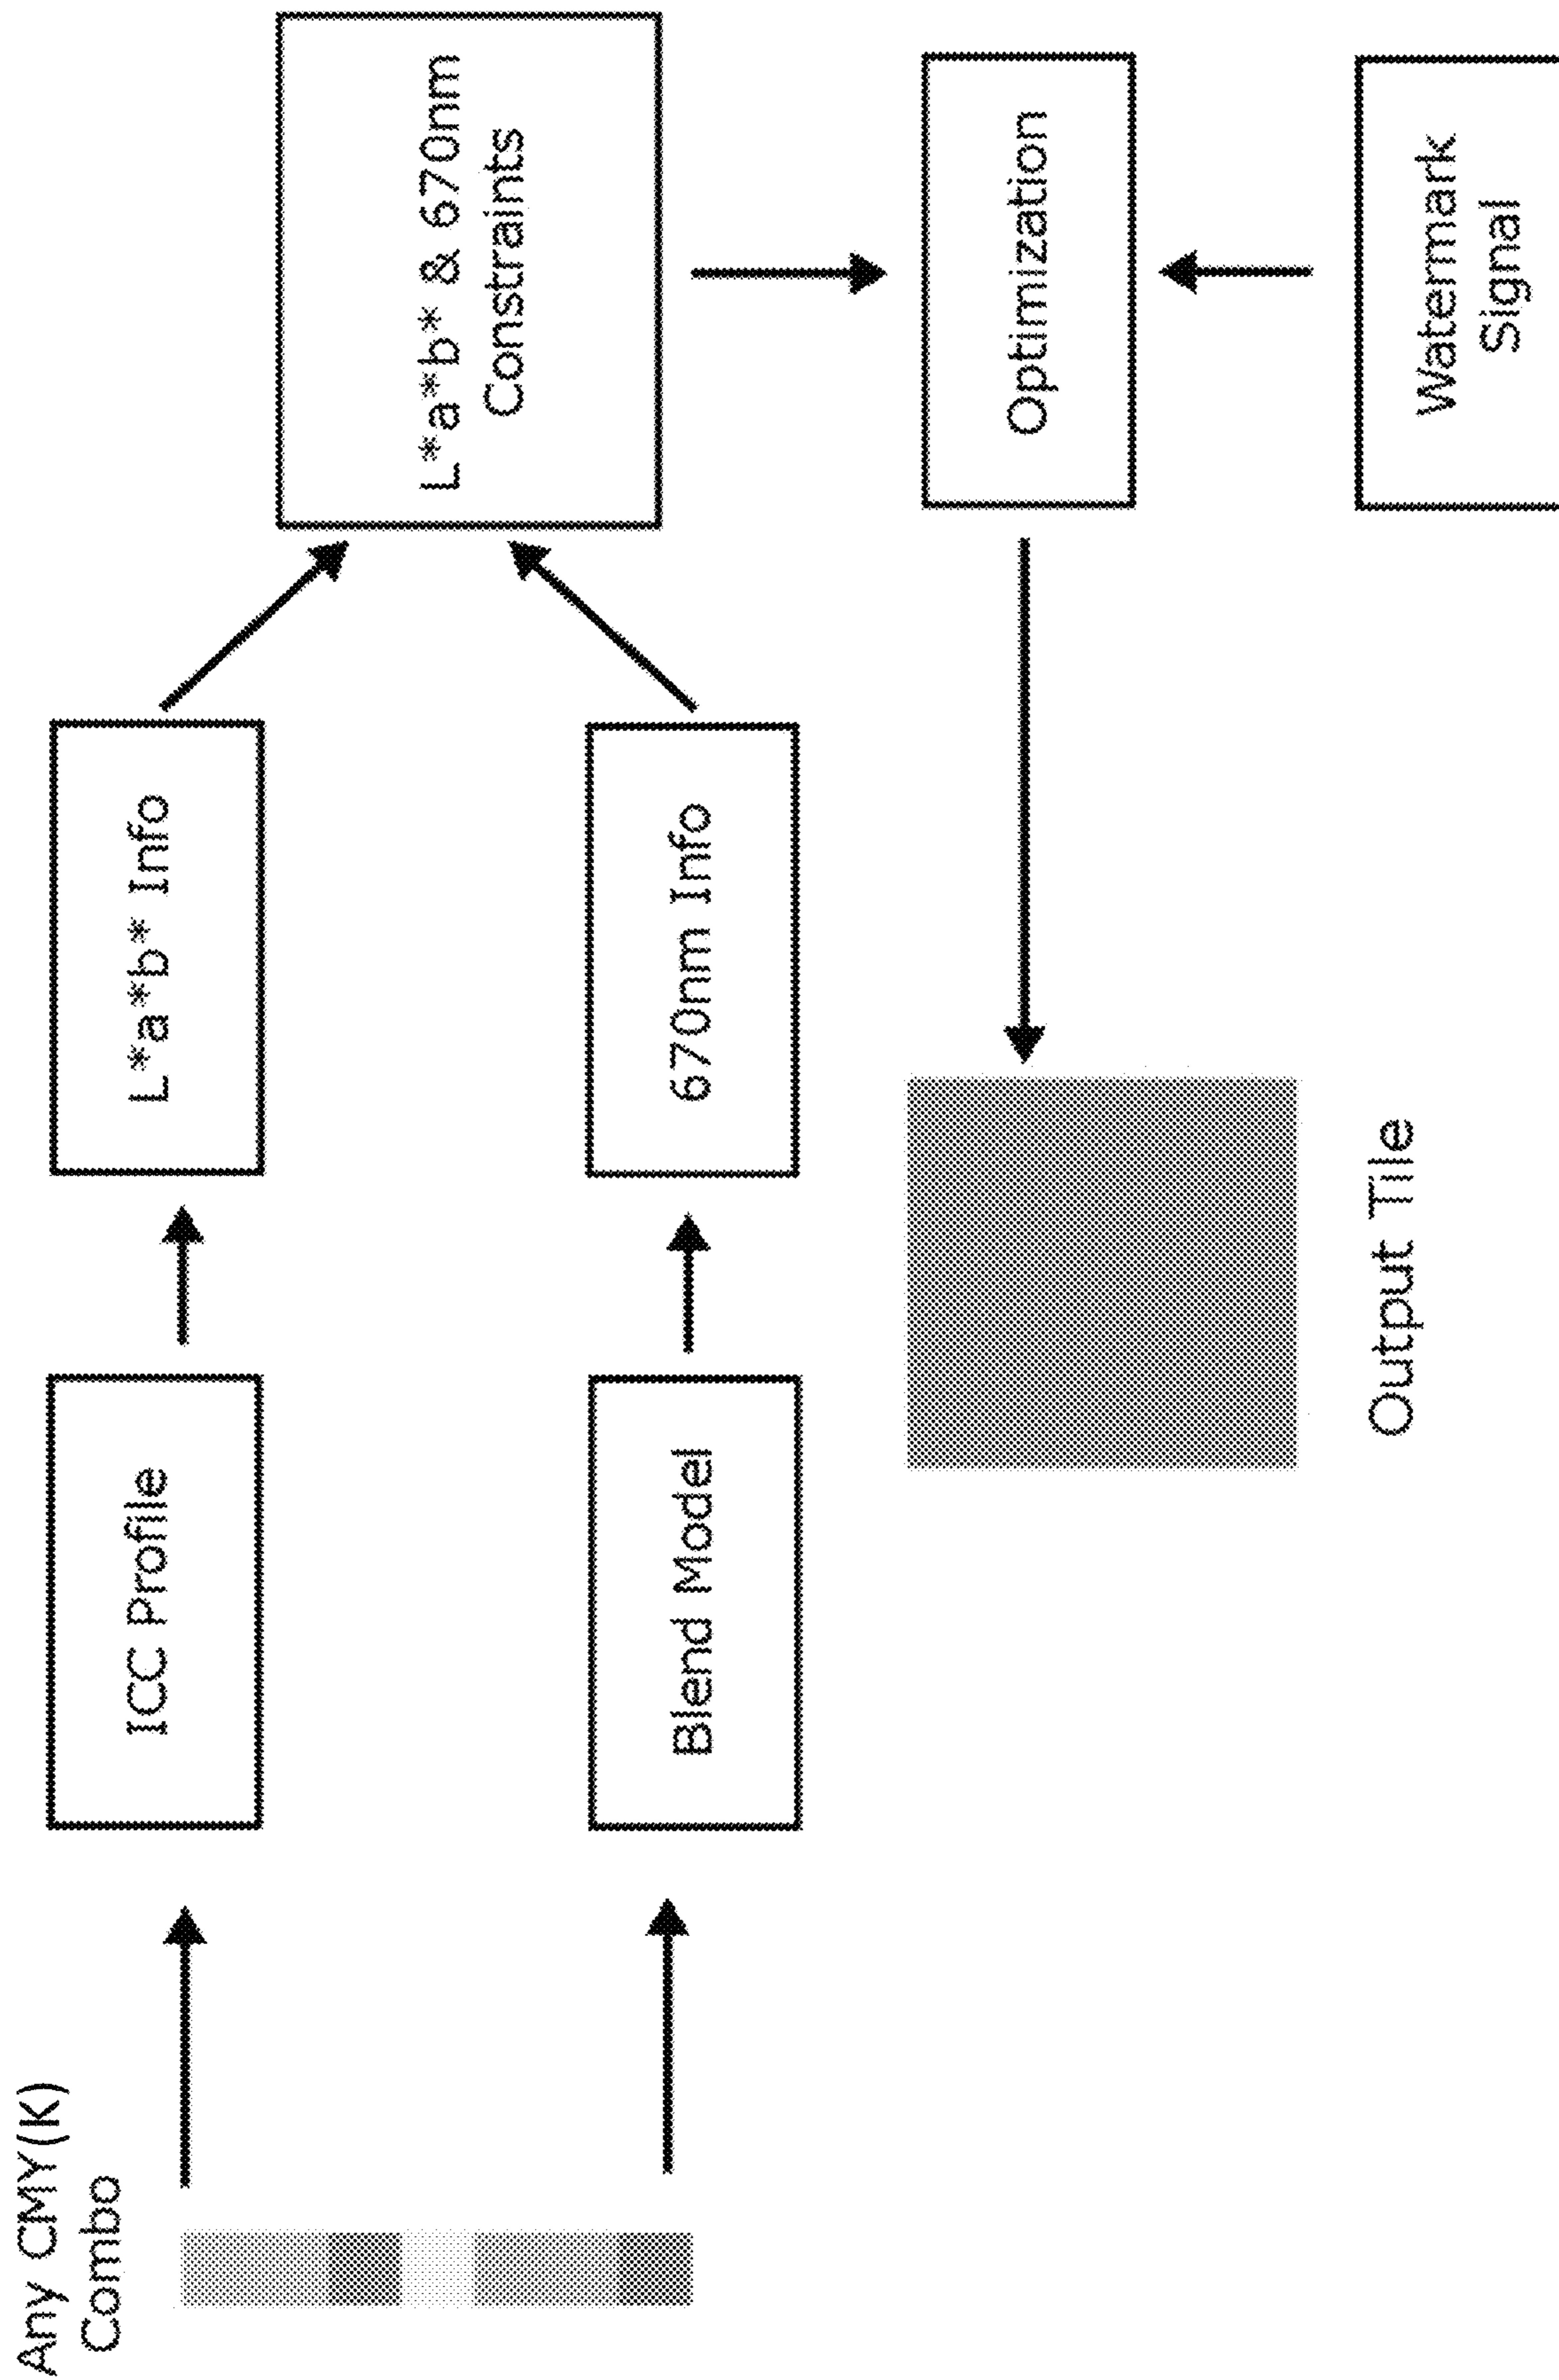 Any CMY(K)
Combo
ICC Profile
L*a*b* Info
Blend Model
670nm Info
L*a*b* & 670nm
Constraints
Optimization
Watermark
Signal
Output Tile